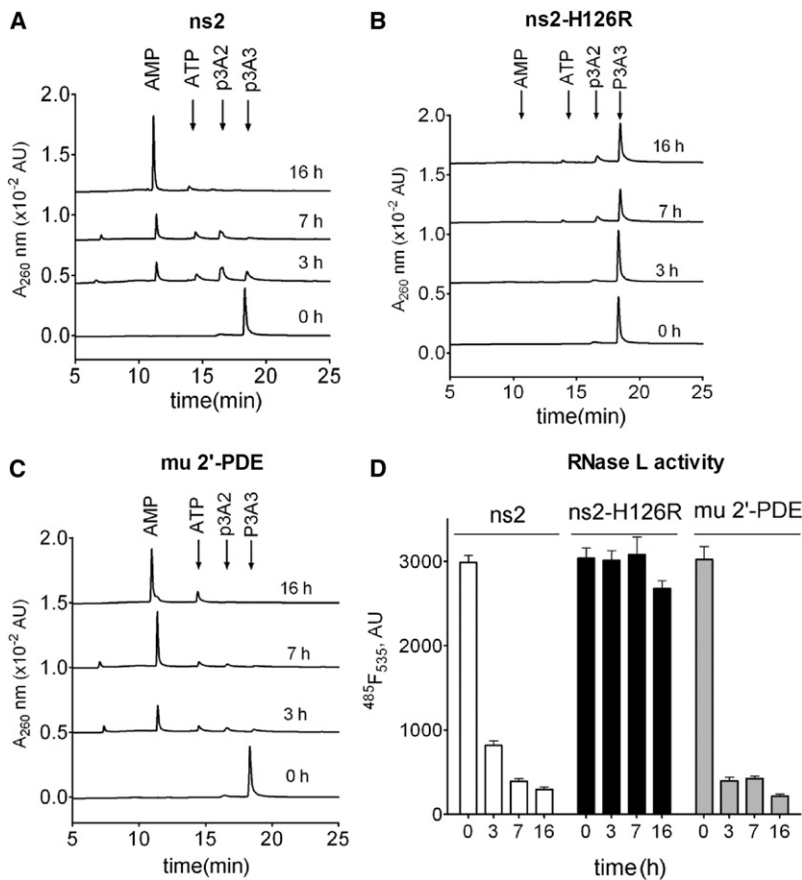 A
ns2
AMP
ATP
p3A2
p3A3
2.0
1.5
1.0
0.5
0.0
A260 nm (x10-2 AU)
16 h
7 h
3 h
0 h
5 10 15 20 25
time(min)
B
ns2-H126R
AMP
ATP
p3A2
P3A3
2.0
1.5
1.0
0.5
0.0
A260 nm (x10-2 AU)
16 h
7 h
3 h
0 h
5 10 15 20 25
time(min)
C
mu 2'-PDE
AMP
ATP
p3A2
P3A3
2.0
1.5
1.0
0.5
0.0
A260 nm (x10-2 AU)
16 h
7 h
3 h
0 h
5 10 15 20 25
time(min)
D
RNase L activity
ns2 ns2-H126R mu 2'-PDE
3000
2000
1000
0
485F535, AU
0 3 7 16 0 3 7 16 0 3 7 16
time (h)